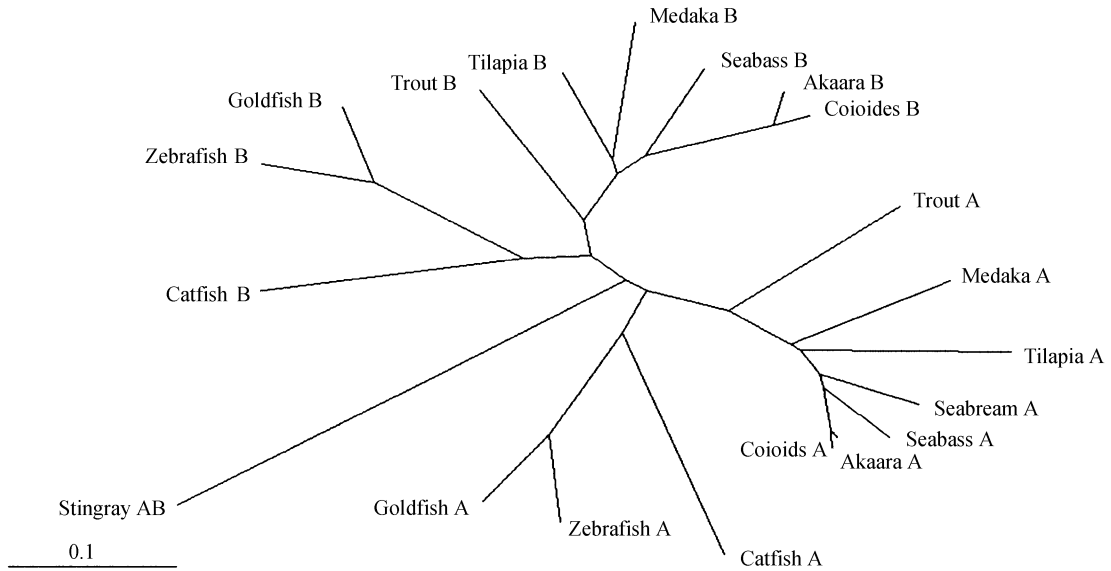 Medaka B
Tilapia B
Seabass B
Trout B
Akaara B
Goldfish B
Coioides B
Zebrafish B
Trout A
Medaka A
Catfish B
Tilapia A
Seabream A
Seabass A
Coioids A
Akaara A
Stingray AB
Goldfish A
Zebrafish A
0.1
Catfish A